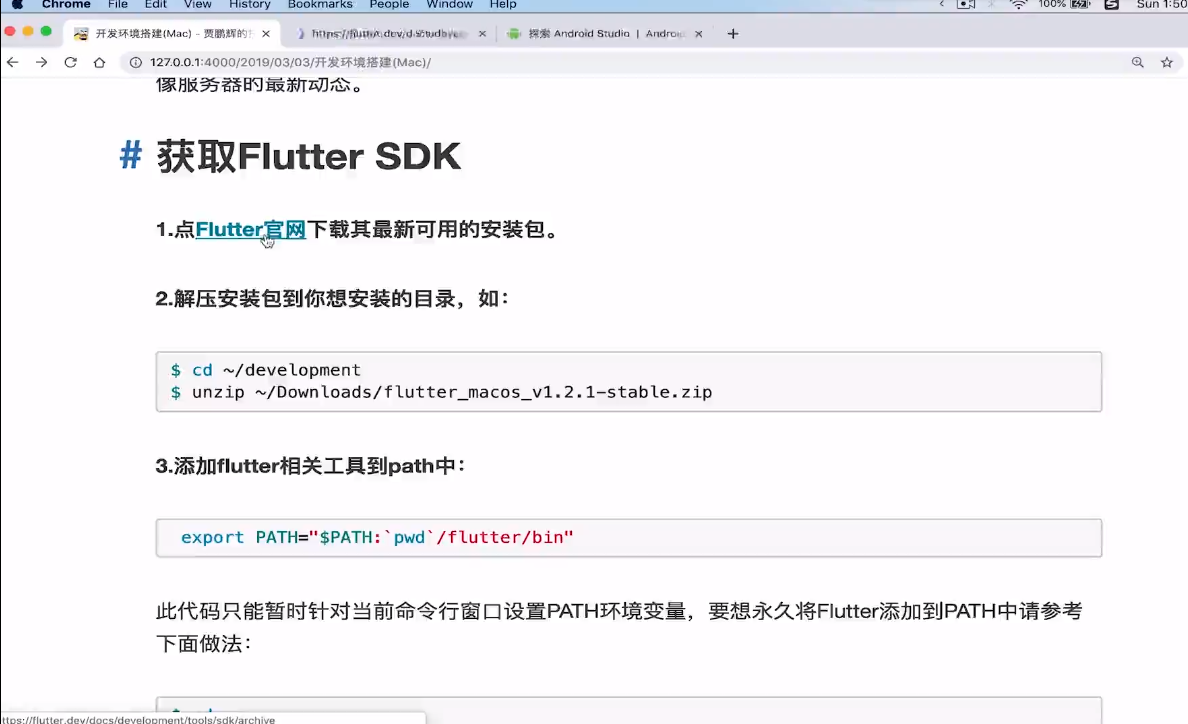 Chrome File Edit View History Bookmarks People Window Help 100% Sun 1:50
开发环境搭建(Mac) - 贾鹏辉的 探索 Android Studio | Android
127.0.0.1:4000/2019/03/03/开发环境搭建(Mac)/
像服务器的最新动态。
# 获取Flutter SDK
1.点Flutter官网下载其最新可用的安装包。
2.解压安装包到你想安装的目录，如：
$ cd ~/development
$ unzip ~/Downloads/flutter_macos_v1.2.1-stable.zip
3.添加flutter相关工具到path中：
export PATH="$PATH:`pwd`/flutter/bin"
此代码只能暂时针对当前命令行窗口设置PATH环境变量，要想永久将Flutter添加到PATH中请参考
下面做法：
ttps://flutter.dev/docs/development/tools/sdk/archive